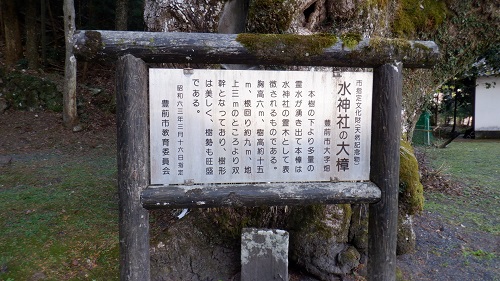 市指定文化財(天然記念物)
水神社の大樟
豊前市大字畑
本樹の下より多量の
霊水が湧き出て本樟は
水神社の霊木として表
徴されるものである。
胸高六m、樹高約十五
m、根回り約九m、地
上三mのところより双
幹となっており、樹形
は美しく、樹勢も旺盛
である。
昭和六三年三月十六日指定
豊前市教育委員会